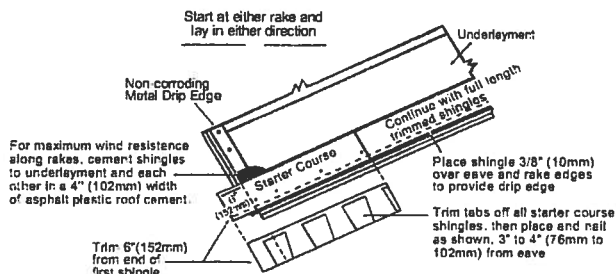 Start at either rake and
lay in either direction
Underlayment
Non-corroding
Metal Drip Edge
Continue with full length
trimmed shingles
For maximum wind resistance
along rakes, cement shingles
to underlayment and each
other in a 4" (102mm) width
of asphalt plastic roof cement.
Starter Course
(152mm)
Place shingle 3/8" (10mm)
over eave and rake edges
to provide drip edge
Trim tabs off all starter course
shingles, then place and nail
as shown, 3" to 4" (76mm to
102mm) from eave
Trim 6"(152mm)
from end of
first shingle